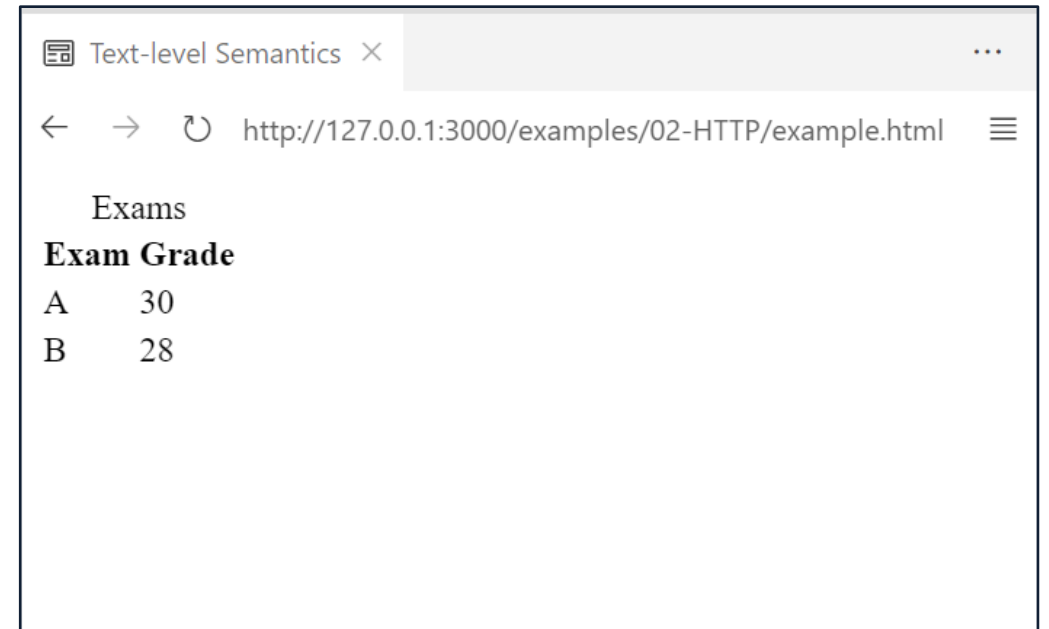 Text-level Semantics
http://127.0.0.1:3000/examples/02-HTTP/example.html
Exams
Exam Grade
A 30
B 28